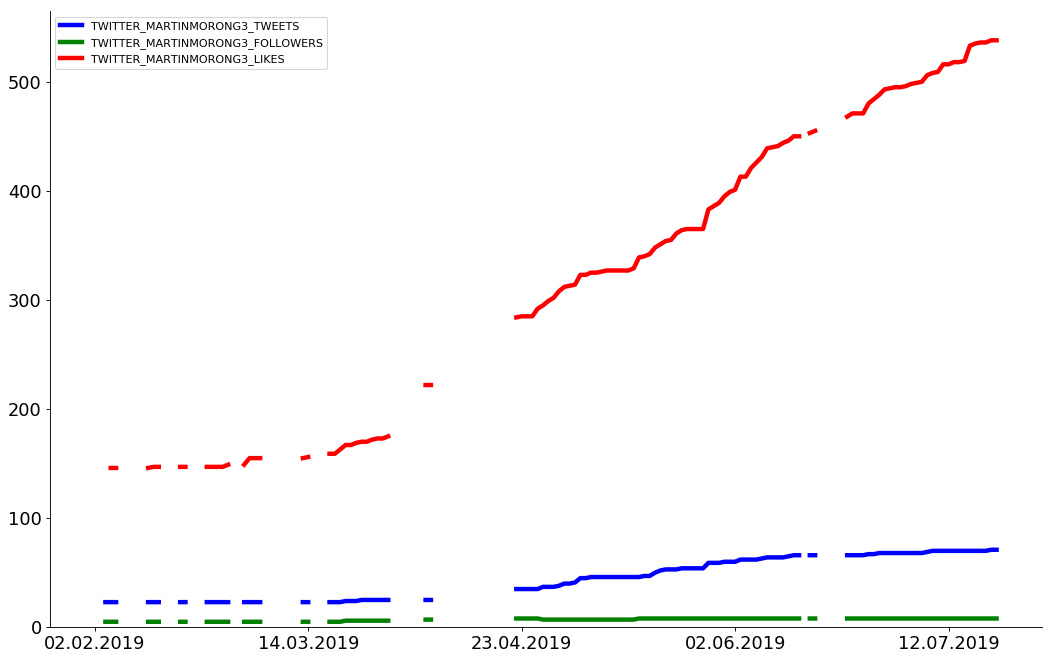 TWITTER_MARTINMORONG3_TWEETS
TWITTER_MARTINMORONG3_FOLLOWERS
TWITTER_MARTINMORONG3_LIKES
500
400
300
200
100
0
02.02.2019 14.03.2019 23.04.2019 02.06.2019 12.07.2019